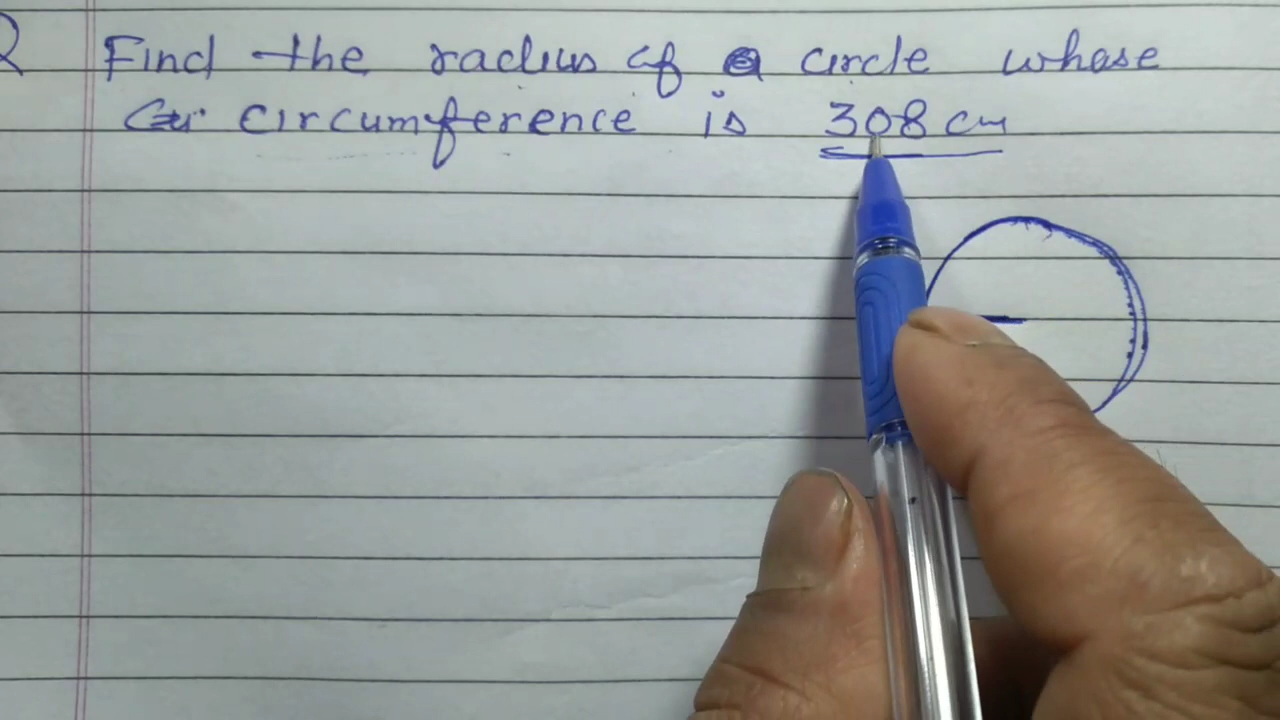 Q Find the radius of a circle whose
circumference is 308 cm